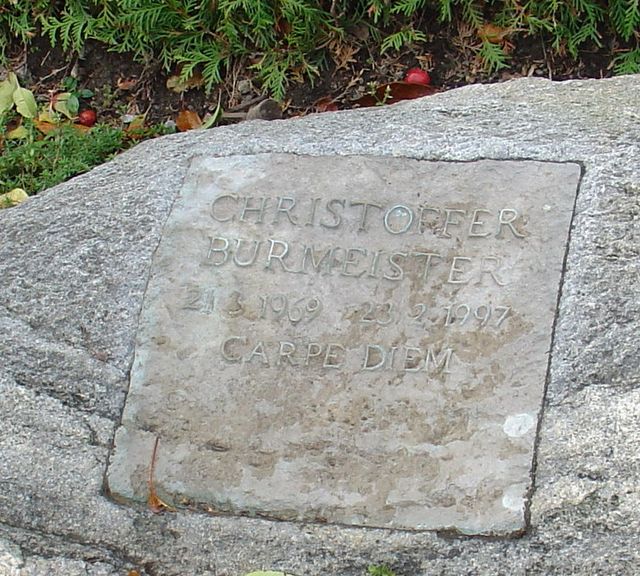 CHRISTOFFER
BURMEISTER
21 3 1969 23 2 1997
CARPE DIEM